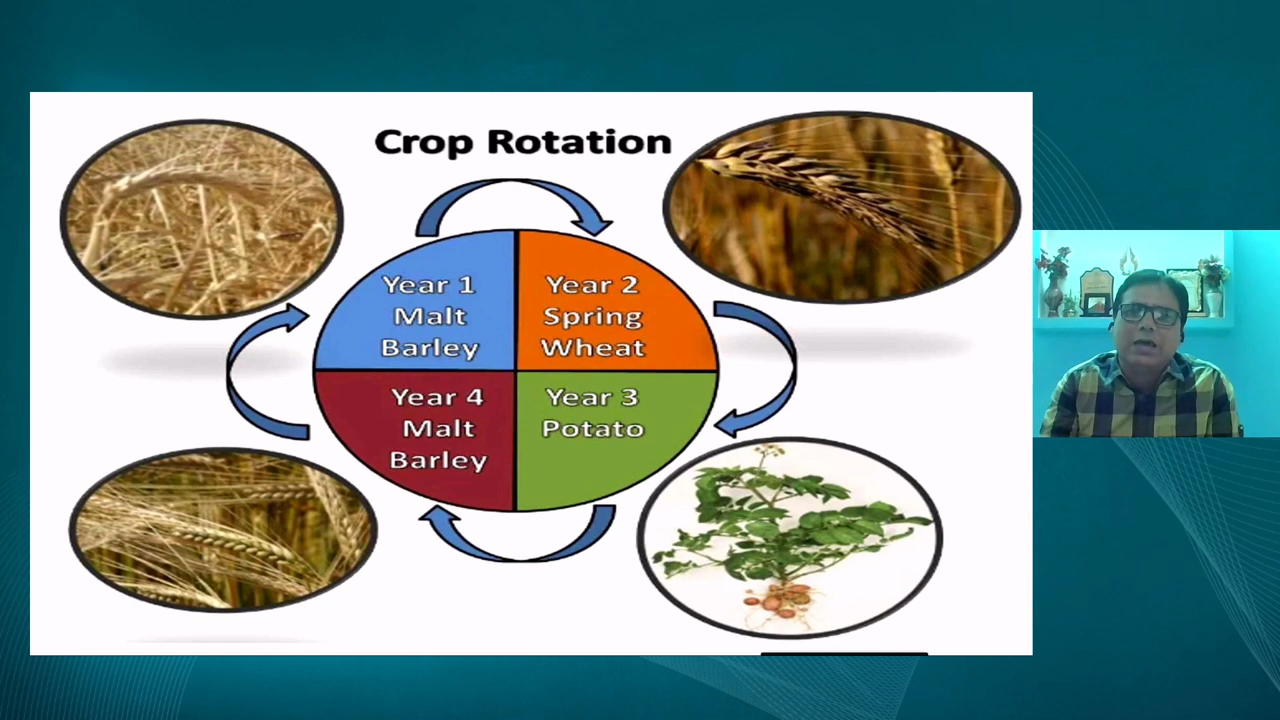 Crop Rotation
Year 1
Malt
Barley
Year 2
Spring
Wheat
Year 4
Malt
Barley
Year 3
Potato